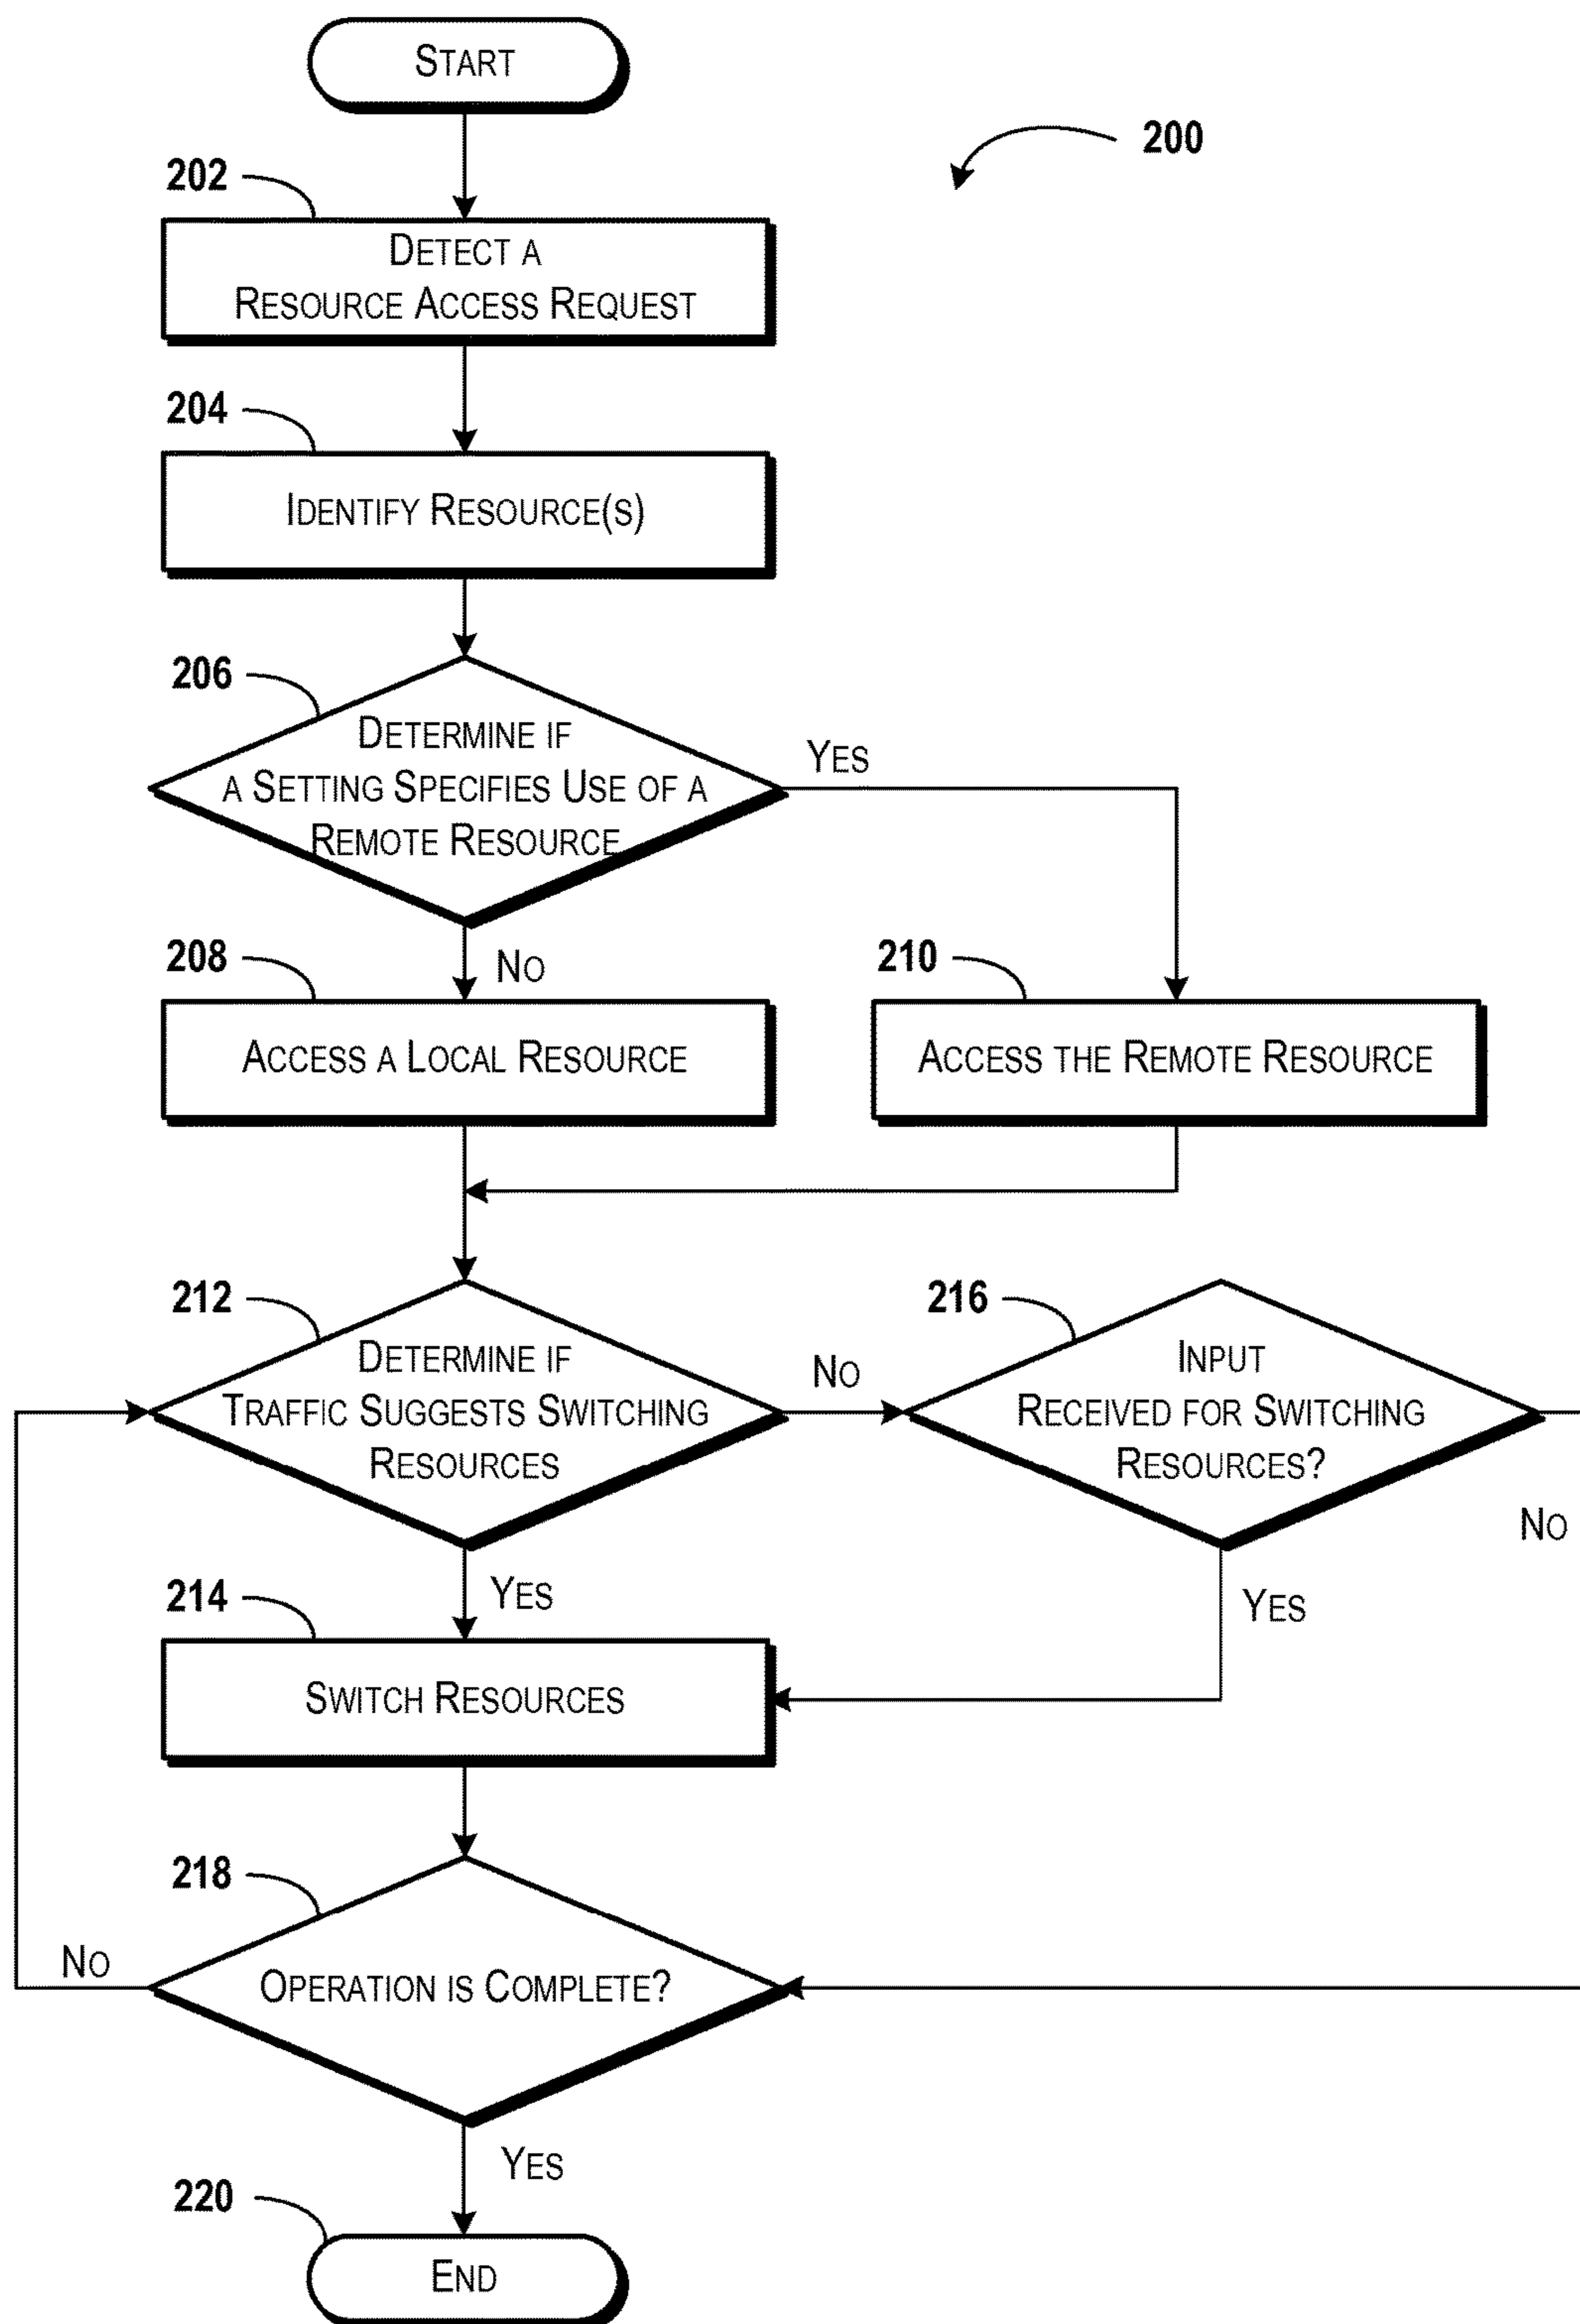 START
200
202
DETECT A
RESOURCE ACCESS REQUEST
204
IDENTIFY RESOURCE(S)
206
DETERMINE IF
A SETTING SPECIFIES USE OF A
REMOTE RESOURCE
YES
NO
208
ACCESS A LOCAL RESOURCE
210
ACCESS THE REMOTE RESOURCE
212
DETERMINE IF
TRAFFIC SUGGESTS SWITCHING
RESOURCES
NO
216
INPUT
RECEIVED FOR SWITCHING
RESOURCES?
NO
YES
YES
214
SWITCH RESOURCES
218
OPERATION IS COMPLETE?
NO
YES
220
END